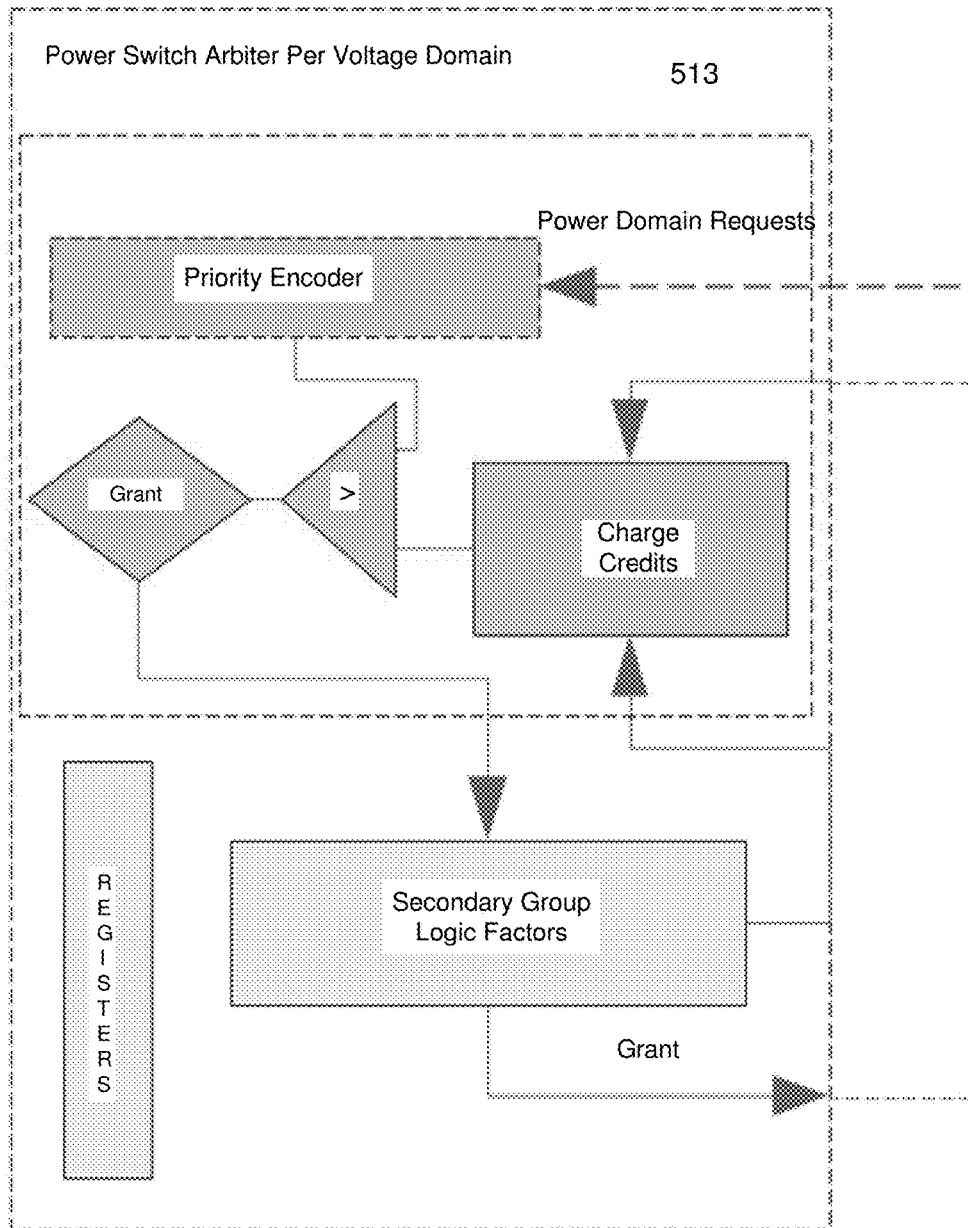 Power Switch Arbiter Per Voltage Domain
513
Power Domain Requests
Priority Encoder
Grant
>
Charge
Credits
REGISTERS
Secondary Group
Logic Factors
Grant